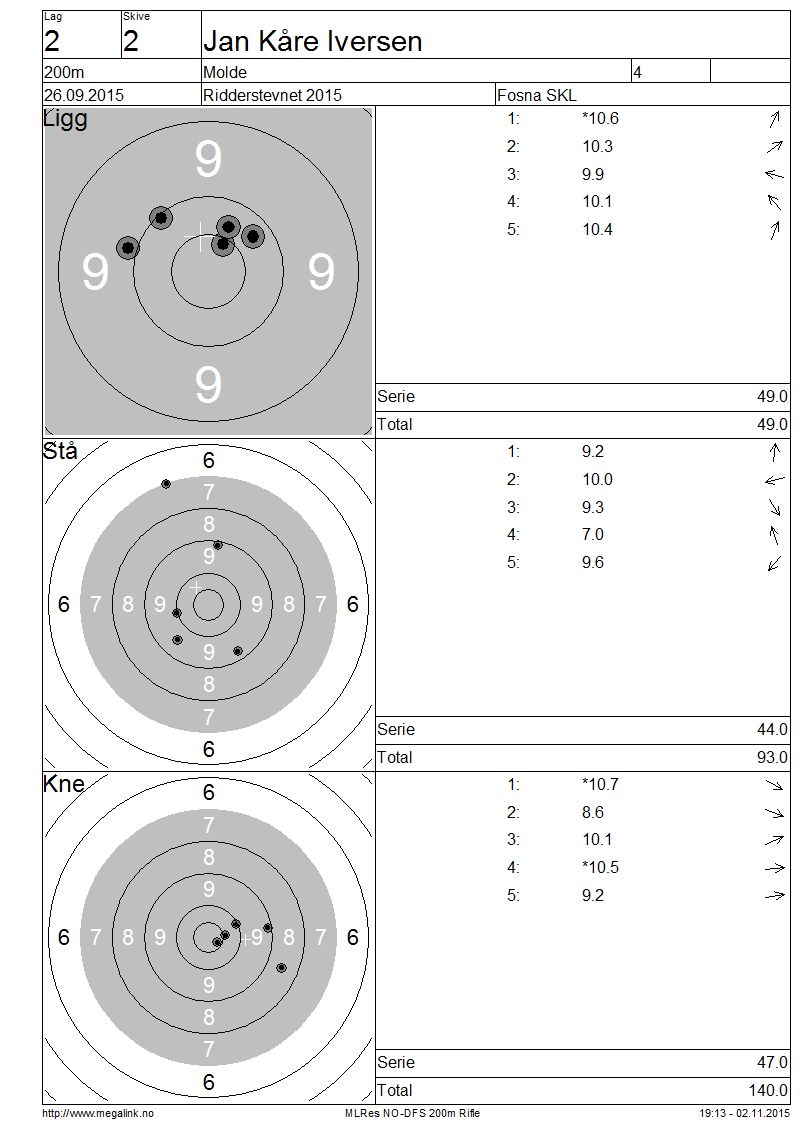 Lag Skive
2 2 Jan Kåre Iversen
200m Molde 4
26.09.2015 Ridderstevnet 2015 Fosna SKL
Ligg
9
9 9
9
1: *10.6
2: 10.3
3: 9.9
4: 10.1
5: 10.4
Serie 49.0
Total 49.0
Stå
6
7
8
9
6 7 8 9 9 8 7 6
9
8
7
6
1: 9.2
2: 10.0
3: 9.3
4: 7.0
5: 9.6
Serie 44.0
Total 93.0
Kne
6
7
8
9
6 7 8 9 9 8 7 6
9
8
7
6
1: *10.7
2: 8.6
3: 10.1
4: *10.5
5: 9.2
Serie 47.0
Total 140.0
http://www.megalink.no MLRes NO-DFS 200m Rifle 19:13 - 02.11.2015